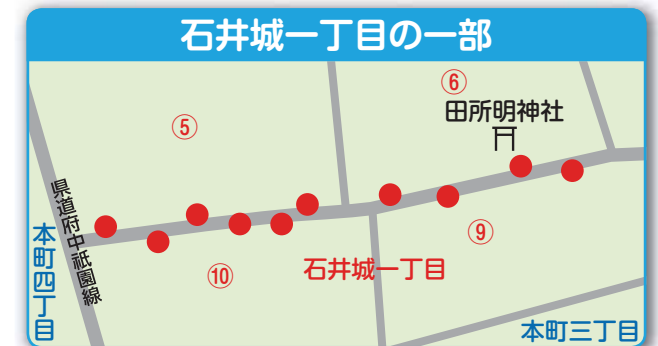 石井城一丁目の一部
⑥
⑤
田所明神社
県道府中祇園線
本町四丁目
⑨
⑩
石井城一丁目
本町三丁目